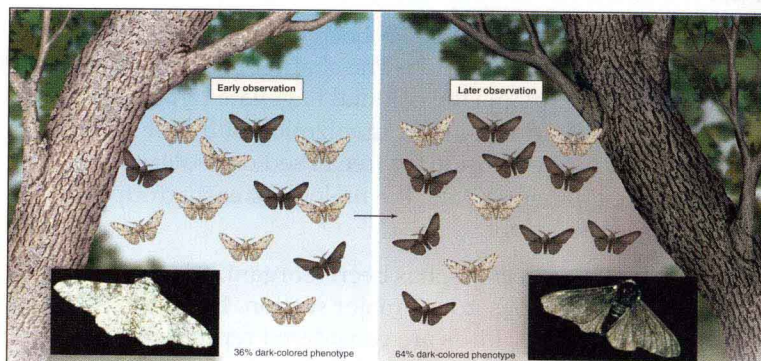 Early observation
Later observation
36% dark-colored phenotype
64% dark-colored phenotype